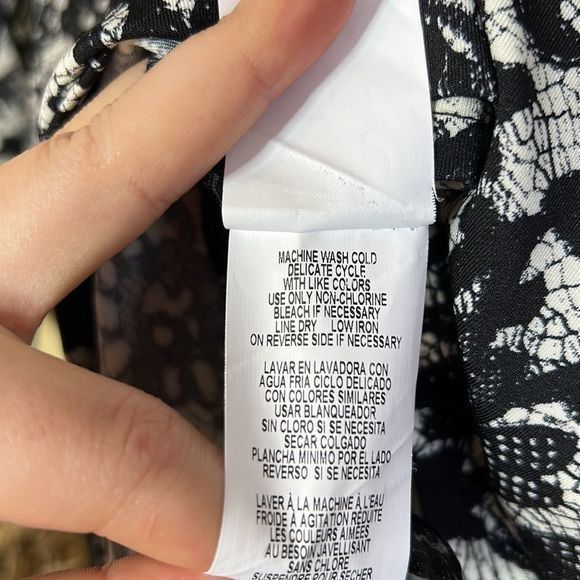 MACHINE WASH COLD
DELICATE CYCLE
WITH LIKE COLORS
USE ONLY NON-CHLORINE
BLEACH IF NECESSARY
LINE DRY LOW IRON
ON REVERSE SIDE IF NECESSARY
LAVAR EN LAVADORA CON
AGUA FRIA CICLO DELICADO
CON COLORES SIMILARES
USAR BLANQUEADOR
SIN CLORO SI SE NECESITA
SECAR COLGADO
PLANCHA MINIMO POR EL LADO
REVERSO SI SE NECESITA
LAVER À LA MACHINE À L'EAU
FROIDE À AGITATION RÉDUITE
LES COULEURS AIMÉES
AU BESOIN JAVELLISANT
SANS CHLORE
SUSPENDRE POUR SÉCHER